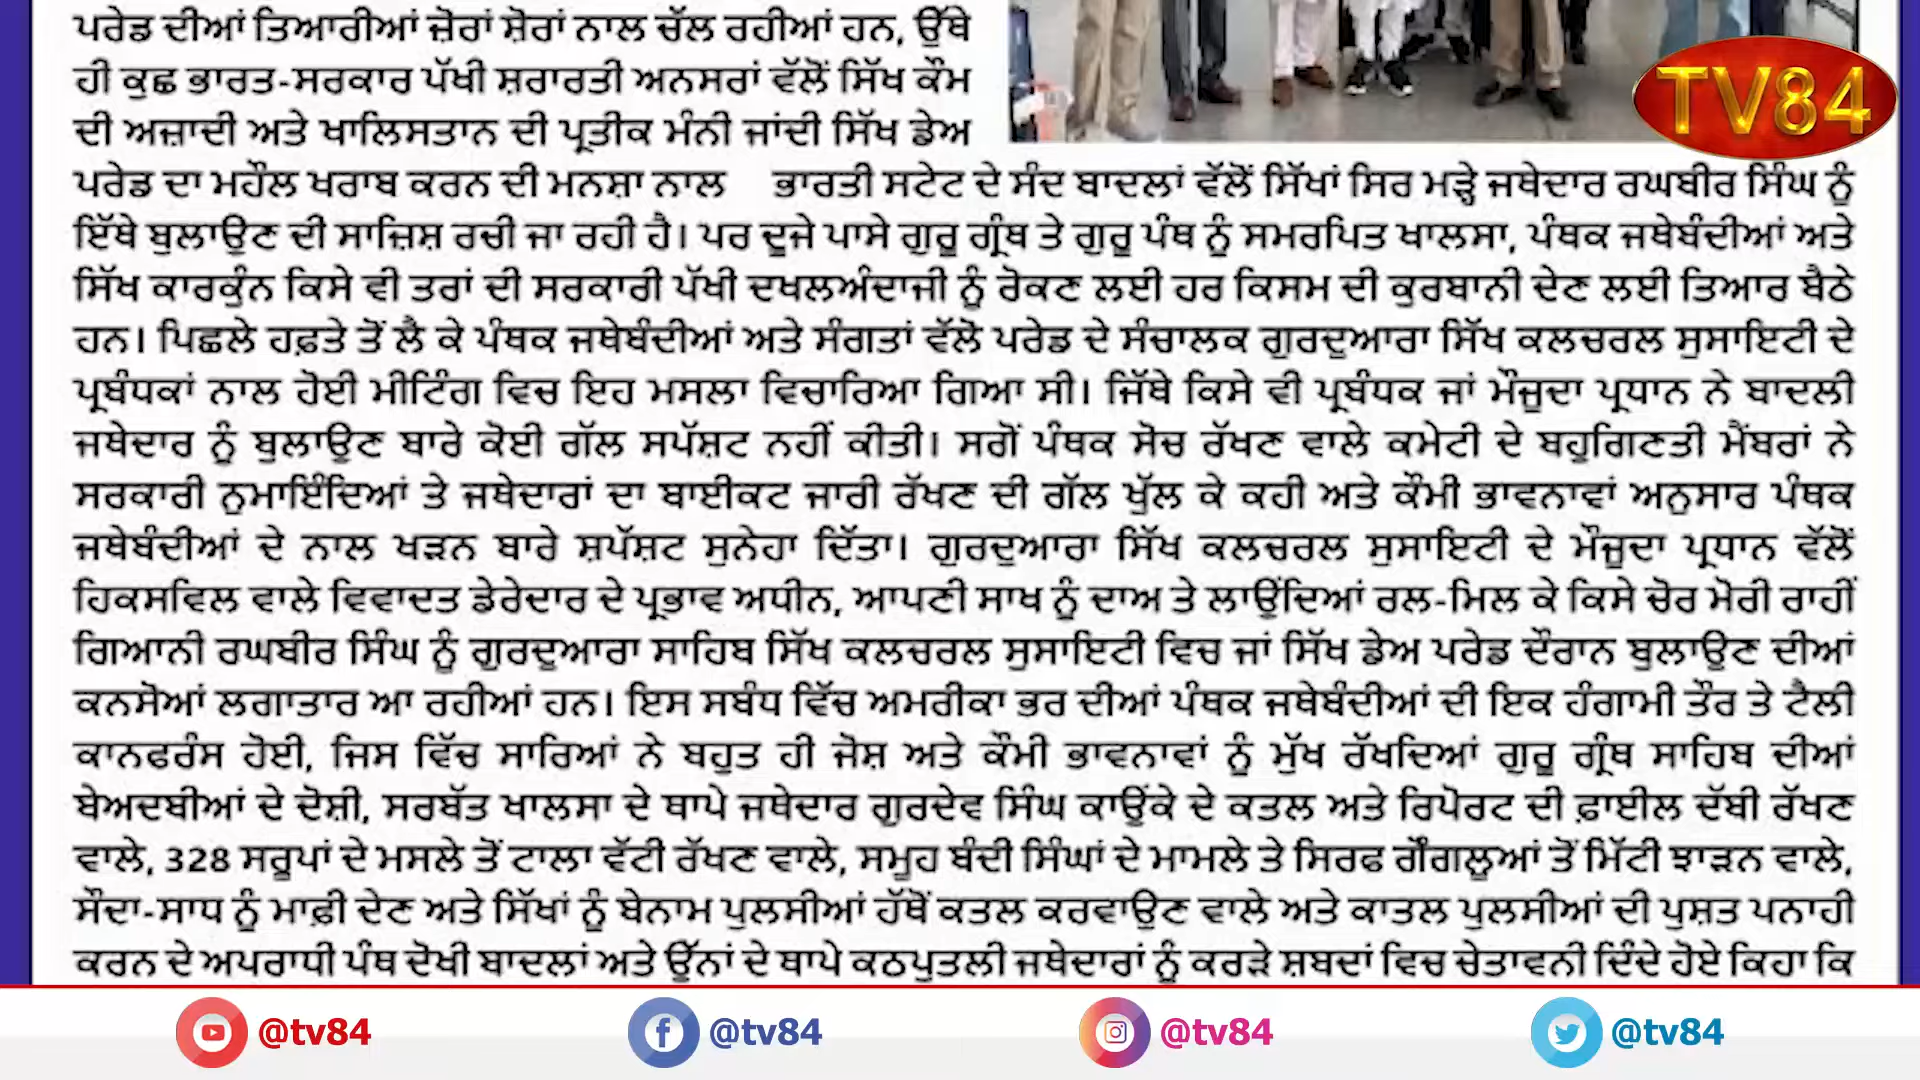 ਪਰੇਡ ਦੀਆਂ ਤਿਆਰੀਆਂ ਜ਼ੋਰਾਂ ਸ਼ੋਰਾਂ ਨਾਲ ਚੱਲ ਰਹੀਆਂ ਹਨ, ਉੱਥੇ
ਹੀ ਕੁਛ ਭਾਰਤ-ਸਰਕਾਰ ਪੱਖੀ ਸ਼ਰਾਰਤੀ ਅਨਸਰਾਂ ਵੱਲੋਂ ਸਿੱਖ ਕੌਮ
ਦੀ ਅਜ਼ਾਦੀ ਅਤੇ ਖਾਲਿਸਤਾਨ ਦੀ ਪ੍ਰਤੀਕ ਮੰਨੀ ਜਾਂਦੀ ਸਿੱਖ ਡੇਅ
TV84
ਪਰੇਡ ਦਾ ਮਹੌਲ ਖਰਾਬ ਕਰਨ ਦੀ ਮਨਸ਼ਾ ਨਾਲ ਭਾਰਤੀ ਸਟੇਟ ਦੇ ਸੰਦ ਬਾਦਲਾਂ ਵੱਲੋਂ ਸਿੱਖਾਂ ਸਿਰ ਮੜ੍ਹੇ ਜਥੇਦਾਰ ਰਘਬੀਰ ਸਿੰਘ ਨੂੰ
ਇੱਥੇ ਬੁਲਾਉਣ ਦੀ ਸਾਜ਼ਿਸ਼ ਰਚੀ ਜਾ ਰਹੀ ਹੈ। ਪਰ ਦੂਜੇ ਪਾਸੇ ਗੁਰੂ ਗ੍ਰੰਥ ਤੇ ਗੁਰੂ ਪੰਥ ਨੂੰ ਸਮਰਪਿਤ ਖਾਲਸਾ, ਪੰਥਕ ਜਥੇਬੰਦੀਆਂ ਅਤੇ
ਸਿੱਖ ਕਾਰਕੁੰਨ ਕਿਸੇ ਵੀ ਤਰਾਂ ਦੀ ਸਰਕਾਰੀ ਪੱਖੀ ਦਖਲਅੰਦਾਜੀ ਨੂੰ ਰੋਕਣ ਲਈ ਹਰ ਕਿਸਮ ਦੀ ਕੁਰਬਾਨੀ ਦੇਣ ਲਈ ਤਿਆਰ ਬੈਠੇ
ਹਨ। ਪਿਛਲੇ ਹਫ਼ਤੇ ਤੋਂ ਲੈ ਕੇ ਪੰਥਕ ਜਥੇਬੰਦੀਆਂ ਅਤੇ ਸੰਗਤਾਂ ਵੱਲੋ ਪਰੇਡ ਦੇ ਸੰਚਾਲਕ ਗੁਰਦੁਆਰਾ ਸਿੱਖ ਕਲਚਰਲ ਸੁਸਾਇਟੀ ਦੇ
ਪ੍ਰਬੰਧਕਾਂ ਨਾਲ ਹੋਈ ਮੀਟਿੰਗ ਵਿਚ ਇਹ ਮਸਲਾ ਵਿਚਾਰਿਆ ਗਿਆ ਸੀ। ਜਿੱਥੇ ਕਿਸੇ ਵੀ ਪ੍ਰਬੰਧਕ ਜਾਂ ਮੌਜੂਦਾ ਪ੍ਰਧਾਨ ਨੇ ਬਾਦਲੀ
ਜਥੇਦਾਰ ਨੂੰ ਬੁਲਾਉਣ ਬਾਰੇ ਕੋਈ ਗੱਲ ਸਪੱਸ਼ਟ ਨਹੀਂ ਕੀਤੀ। ਸਗੋਂ ਪੰਥਕ ਸੋਚ ਰੱਖਣ ਵਾਲੇ ਕਮੇਟੀ ਦੇ ਬਹੁਗਿਣਤੀ ਮੈਂਬਰਾਂ ਨੇ
ਸਰਕਾਰੀ ਨੁਮਾਇੰਦਿਆਂ ਤੇ ਜਥੇਦਾਰਾਂ ਦਾ ਬਾਈਕਟ ਜਾਰੀ ਰੱਖਣ ਦੀ ਗੱਲ ਖੁੱਲ ਕੇ ਕਹੀ ਅਤੇ ਕੌਮੀ ਭਾਵਨਾਵਾਂ ਅਨੁਸਾਰ ਪੰਥਕ
ਜਥੇਬੰਦੀਆਂ ਦੇ ਨਾਲ ਖੜਨ ਬਾਰੇ ਸ਼ਪੱਸ਼ਟ ਸੁਨੇਹਾ ਦਿੱਤਾ। ਗੁਰਦੁਆਰਾ ਸਿੱਖ ਕਲਚਰਲ ਸੁਸਾਇਟੀ ਦੇ ਮੌਜੂਦਾ ਪ੍ਰਧਾਨ ਵੱਲੋਂ
ਹਿਕਸਵਿਲ ਵਾਲੇ ਵਿਵਾਦਤ ਡੇਰੇਦਾਰ ਦੇ ਪ੍ਰਭਾਵ ਅਧੀਨ, ਆਪਣੀ ਸਾਖ ਨੂੰ ਦਾਅ ਤੇ ਲਾਉਂਦਿਆਂ ਰਲ-ਮਿਲ ਕੇ ਕਿਸੇ ਚੋਰ ਮੋਰੀ ਰਾਹੀਂ
ਗਿਆਨੀ ਰਘਬੀਰ ਸਿੰਘ ਨੂੰ ਗੁਰਦੁਆਰਾ ਸਾਹਿਬ ਸਿੱਖ ਕਲਚਰਲ ਸੁਸਾਇਟੀ ਵਿਚ ਜਾਂ ਸਿੱਖ ਡੇਅ ਪਰੇਡ ਦੌਰਾਨ ਬੁਲਾਉਣ ਦੀਆਂ
ਕਨਸੋਆਂ ਲਗਾਤਾਰ ਆ ਰਹੀਆਂ ਹਨ। ਇਸ ਸਬੰਧ ਵਿੱਚ ਅਮਰੀਕਾ ਭਰ ਦੀਆਂ ਪੰਥਕ ਜਥੇਬੰਦੀਆਂ ਦੀ ਇਕ ਹੰਗਾਮੀ ਤੌਰ ਤੇ ਟੈਲੀ
ਕਾਨਫਰੰਸ ਹੋਈ, ਜਿਸ ਵਿੱਚ ਸਾਰਿਆਂ ਨੇ ਬਹੁਤ ਹੀ ਜੋਸ਼ ਅਤੇ ਕੌਮੀ ਭਾਵਨਾਵਾਂ ਨੂੰ ਮੁੱਖ ਰੱਖਦਿਆਂ ਗੁਰੂ ਗ੍ਰੰਥ ਸਾਹਿਬ ਦੀਆਂ
ਬੇਅਦਬੀਆਂ ਦੇ ਦੋਸ਼ੀ, ਸਰਬੱਤ ਖਾਲਸਾ ਦੇ ਥਾਪੇ ਜਥੇਦਾਰ ਗੁਰਦੇਵ ਸਿੰਘ ਕਾਉਂਕੇ ਦੇ ਕਤਲ ਅਤੇ ਰਿਪੋਰਟ ਦੀ ਫ਼ਾਈਲ ਦੱਬੀ ਰੱਖਣ
ਵਾਲੇ, 328 ਸਰੂਪਾਂ ਦੇ ਮਸਲੇ ਤੋਂ ਟਾਲਾ ਵੱਟੀ ਰੱਖਣ ਵਾਲੇ, ਸਮੂਹ ਬੰਦੀ ਸਿੰਘਾਂ ਦੇ ਮਾਮਲੇ ਤੇ ਸਿਰਫ ਗੌਂਗਲੂਆਂ ਤੋਂ ਮਿੱਟੀ ਝਾੜਨ ਵਾਲੇ,
ਸੌਦਾ-ਸਾਧ ਨੂੰ ਮਾਫ਼ੀ ਦੇਣ ਅਤੇ ਸਿੱਖਾਂ ਨੂੰ ਬੇਨਾਮ ਪੁਲਸੀਆਂ ਹੱਥੋਂ ਕਤਲ ਕਰਵਾਉਣ ਵਾਲੇ ਅਤੇ ਕਾਤਲ ਪੁਲਸੀਆਂ ਦੀ ਪੁਸ਼ਤ ਪਨਾਹੀ
ਕਰਨ ਦੇ ਅਪਰਾਧੀ ਪੰਥ ਦੋਖੀ ਬਾਦਲਾਂ ਅਤੇ ਉੱਨਾਂ ਦੇ ਥਾਪੇ ਕਠਪੁਤਲੀ ਜਥੇਦਾਰਾਂ ਨੂੰ ਕਰੜੇ ਸ਼ਬਦਾਂ ਵਿਚ ਚੇਤਾਵਨੀ ਦਿੰਦੇ ਹੋਏ ਕਿਹਾ ਕਿ
@tv84 @tv84 @tv84 @tv84